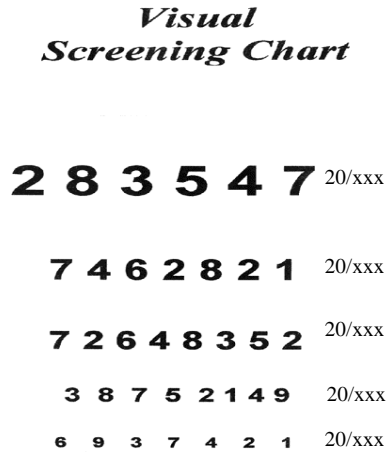 Visual
Screening Chart
2 8 3 5 4 7 20/xxx
7 4 6 2 8 2 1 20/xxx
7 2 6 4 8 3 5 2 20/xxx
3 8 7 5 2 1 4 9 20/xxx
6 9 3 7 4 2 1 20/xxx